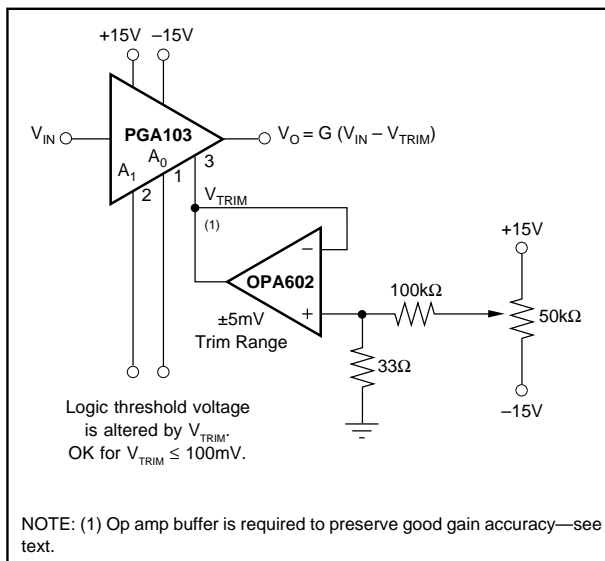 +15V –15V
V_IN
PGA103
V_O = G (V_IN – V_TRIM)
A_1
A_0
2
1
3
V_TRIM
(1)
–
+
OPA602
±5mV
Trim Range
100kΩ
33Ω
+15V
50kΩ
–15V
Logic threshold voltage
is altered by V_TRIM.
OK for V_TRIM ≤ 100mV.
NOTE: (1) Op amp buffer is required to preserve good gain accuracy—see
text.